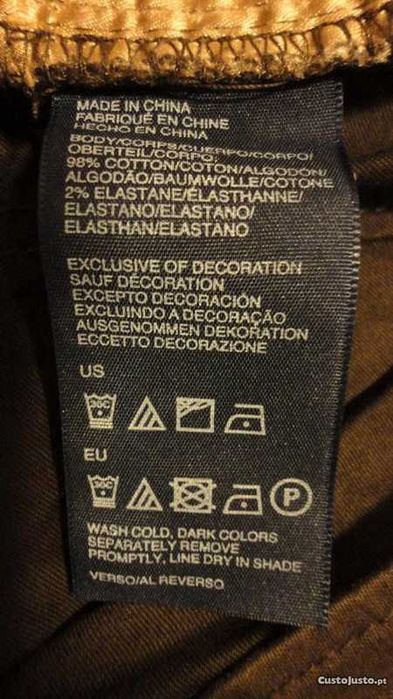 MADE IN CHINA
FABRIQUÉ EN CHINE
HECHO EN CHINA
BODY/CORPS/CUERPO/CORPO/
OBERTEIL/CORPO:
98% COTTON/COTON/ALGODÓN/
ALGODÃO/BAUMWOLLE/COTONE
2% ELASTANE/ÉLASTHANNE/
ELASTANO/ELASTANO/
ELASTHAN/ELASTANO
EXCLUSIVE OF DECORATION
SAUF DÉCORATION
EXCEPTO DECORACIÓN
EXCLUINDO A DECORAÇÃO
AUSGENOMMEN DEKORATION
ECCETTO DECORAZIONE
US
30C
EU
30C P
WASH COLD, DARK COLORS
SEPARATELY REMOVE
PROMPTLY, LINE DRY IN SHADE
VERSO/AL REVERSO
CustoJusto.pt